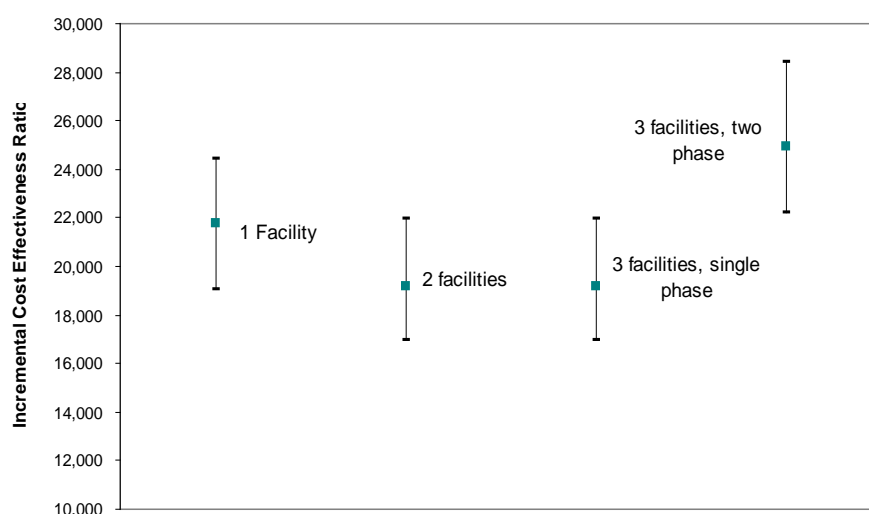 30,000
28,000
26,000
24,000
22,000
20,000
18,000
16,000
14,000
12,000
10,000
Incremental Cost Effectiveness Ratio
1 Facility
2 facilities
3 facilities, single
phase
3 facilities, two
phase